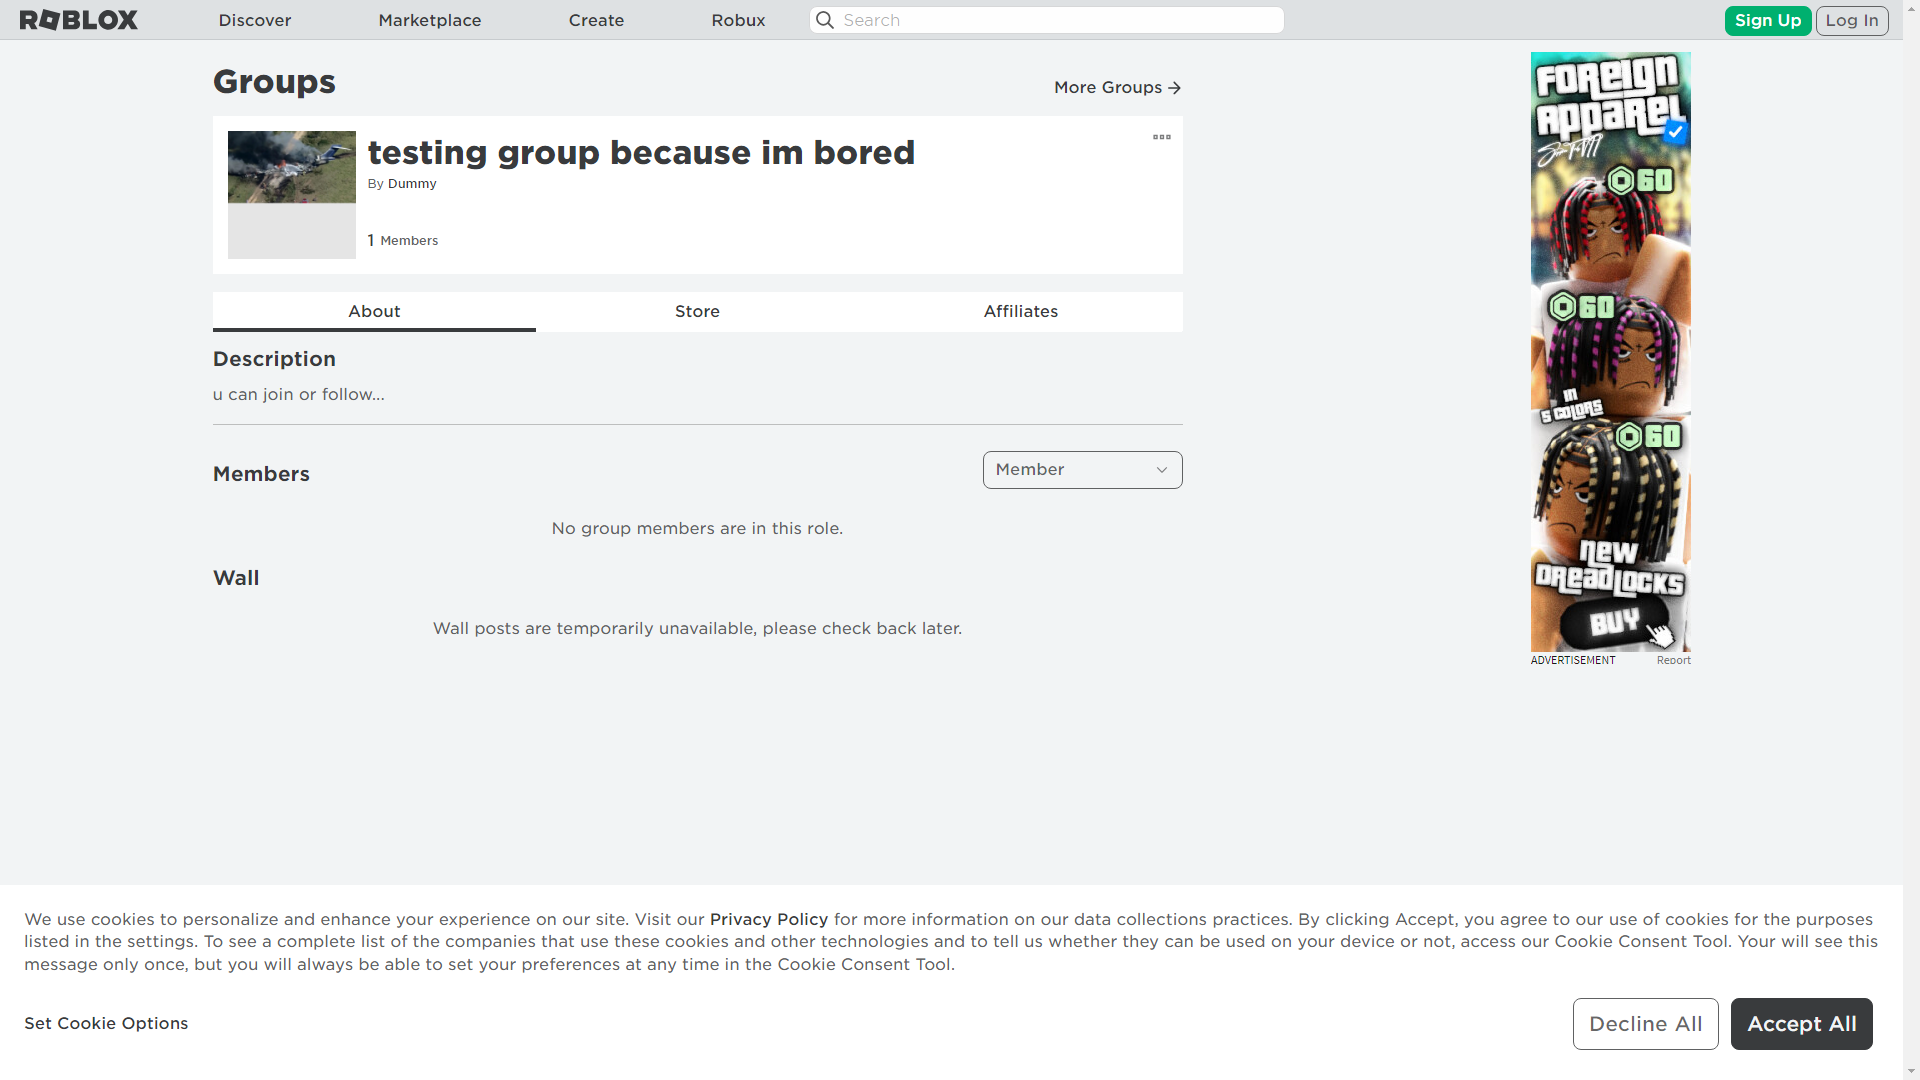 ROBLOX Discover Marketplace Create Robux Search Sign Up Log In
Groups
More Groups
testing group because im bored
By Dummy
1 Members
About Store Affiliates
Description
u can join or follow...
Members
Member
No group members are in this role.
Wall
Wall posts are temporarily unavailable, please check back later.
FOREIGN
APPAREL
60
60
IN
5 COLORS
60
NEW
DREADLOCKS
BUY
ADVERTISEMENT Report
We use cookies to personalize and enhance your experience on our site. Visit our Privacy Policy for more information on our data collections practices. By clicking Accept, you agree to our use of cookies for the purposes
listed in the settings. To see a complete list of the companies that use these cookies and other technologies and to tell us whether they can be used on your device or not, access our Cookie Consent Tool. Your will see this
message only once, but you will always be able to set your preferences at any time in the Cookie Consent Tool.
Set Cookie Options
Decline All
Accept All